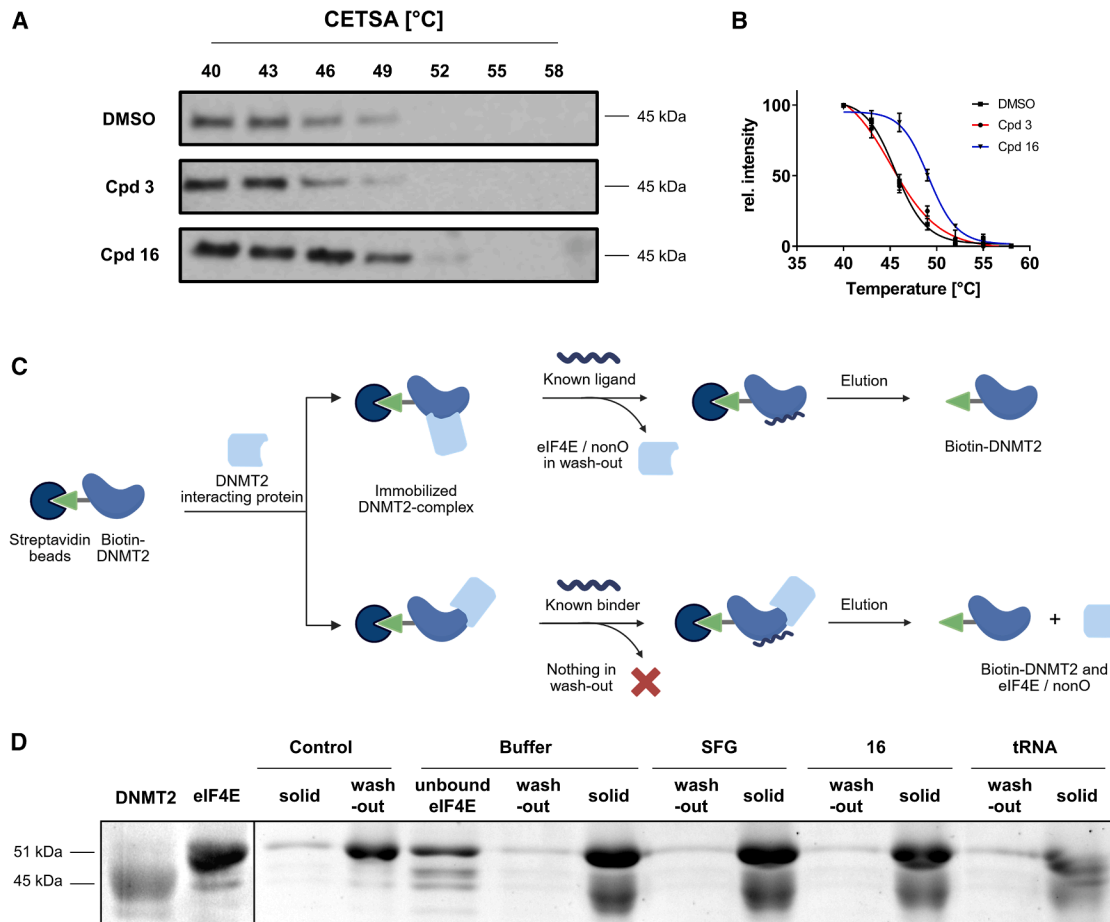 A
CETSA [°C]
40 43 46 49 52 55 58
DMSO
45 kDa
Cpd 3
45 kDa
Cpd 16
45 kDa
B
100
50
0
rel. intensity
35 40 45 50 55 60
Temperature [°C]
DMSO
Cpd 3
Cpd 16
C
Streptavidin
beads
Biotin-
DNMT2
DNMT2
interacting protein
Immobilized
DNMT2-complex
Known ligand
eIF4E / nonO
in wash-out
Elution
Biotin-DNMT2
Known binder
Nothing in
wash-out
Elution
+
Biotin-DNMT2 and
eIF4E / nonO
D
Control Buffer SFG 16 tRNA
DNMT2 eIF4E solid wash
-out unbound
eIF4E wash
-out solid wash
-out solid wash
-out solid wash
-out solid
51 kDa
45 kDa